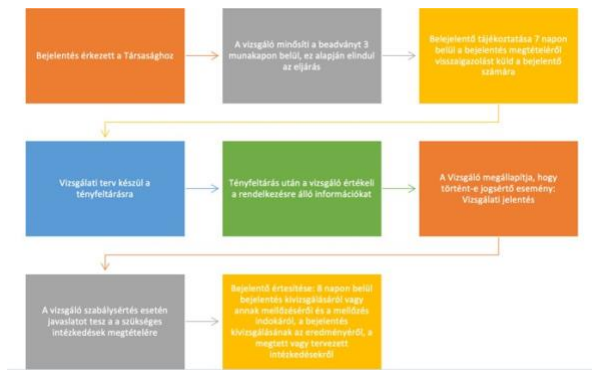 Bejelentés érkezett a Társasághoz
A vizsgáló minősíti a beadványt 3
munakapon belül, ez alapján elindul
az eljárás
Belejelentő tájékoztatása 7 napon
belül a bejelentés megtételéről
visszaigazolást küld a bejelentő
számára
Vizsgálati terv készül a
tényfeltárásra
Tényfeltárás után a vizsgáló értékeli
a rendelkezésre álló információkat
A Vizsgáló megállapítja, hogy
történt-e jogsértő esemény:
Vizsgálati jelentés
A vizsgáló szabálysértés esetén
javaslatot tesz a a szükséges
intézkedések megtételére
Bejelentő értesítése: 8 napon belül
bejelentés kivizsgálásáról vagy
annak mellőzéséről és a mellőzés
indokáról, a bejelentés
kivizsgálásának az eredményéről, a
megtett vagy tervezett
intézkedésekről